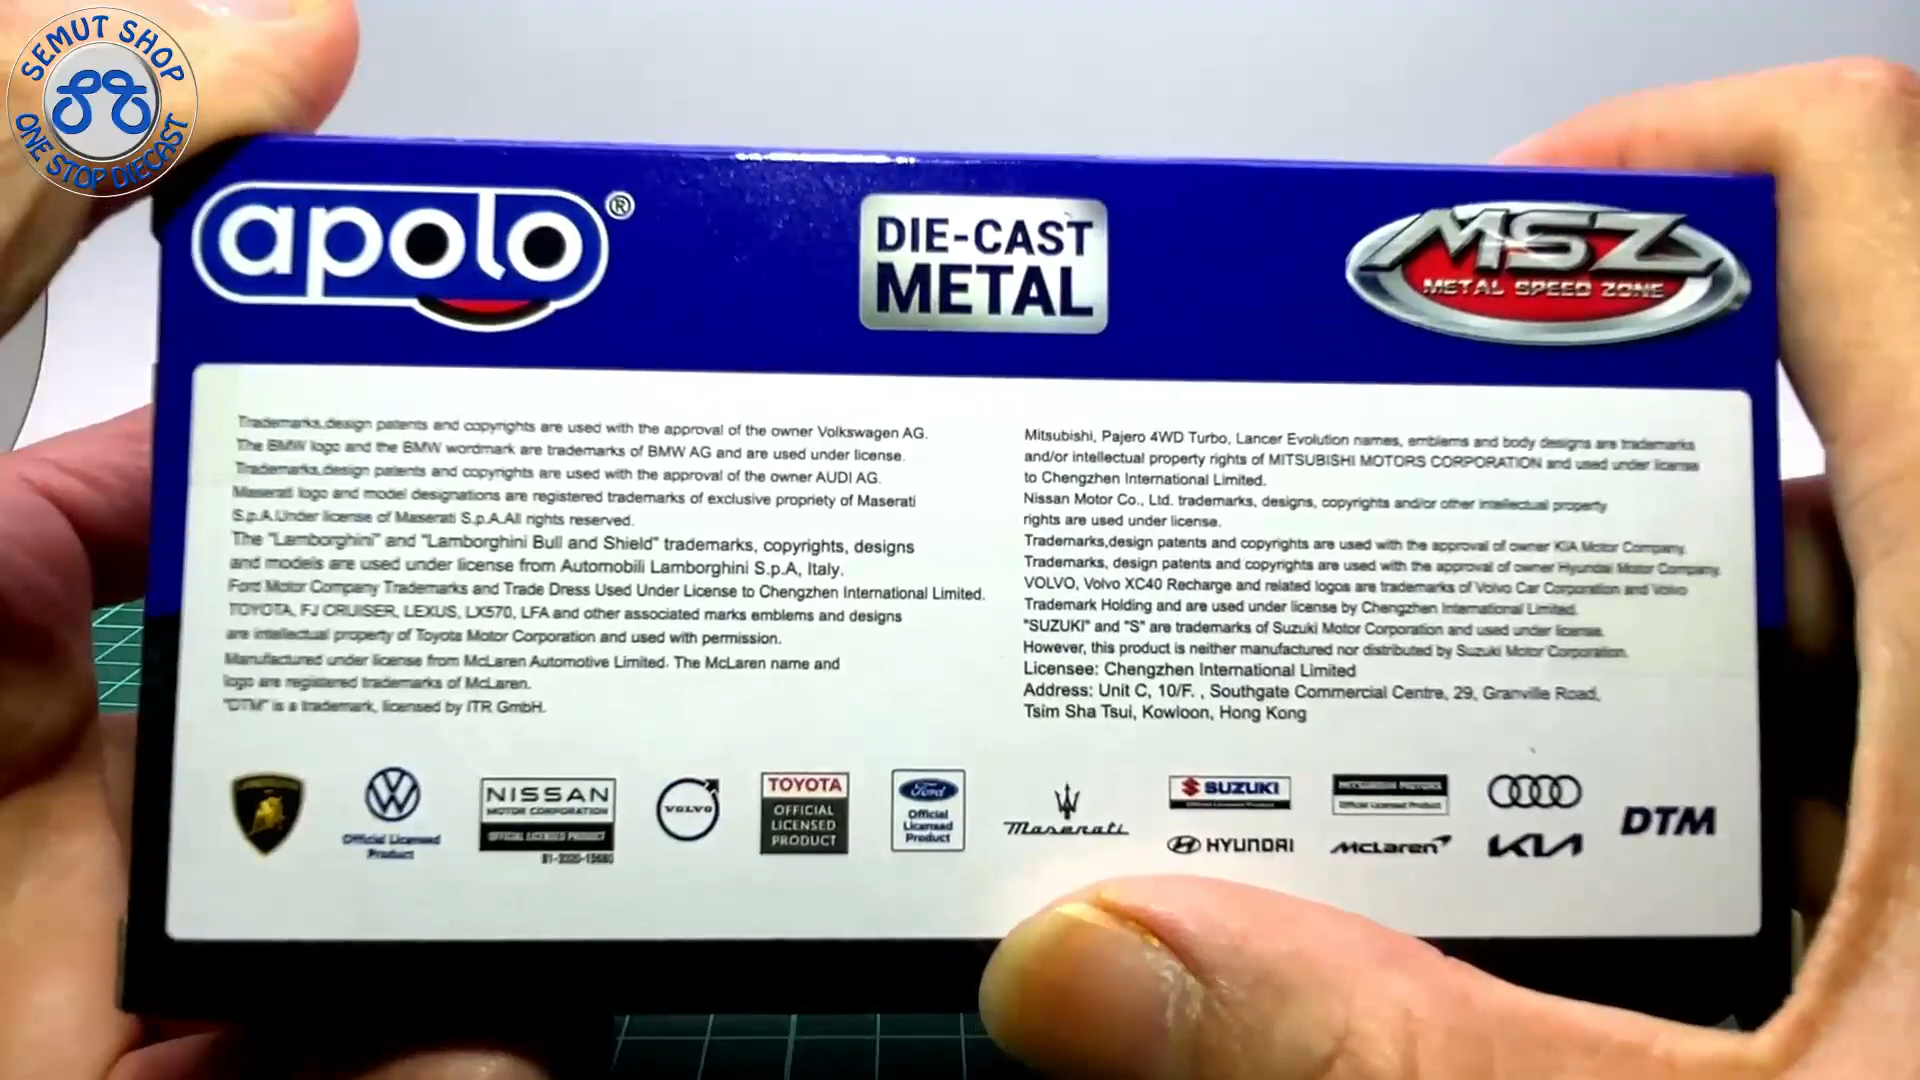 SEMUT SHOP
ONE STOP DIECAST
apolo®
DIE-CAST
METAL
MSZ
METAL SPEED ZONE
Trademarks,design patents and copyrights are used with the approval of the owner Volkswagen AG.
The BMW logo and the BMW wordmark are trademarks of BMW AG and are used under license.
Trademarks,design patents and copyrights are used with the approval of the owner AUDI AG.
Maserati logo and model designations are registered trademarks of exclusive propriety of Maserati
S.p.A.Under license of Maserati S.p.A.All rights reserved.
The "Lamborghini" and "Lamborghini Bull and Shield" trademarks, copyrights, designs
and models are used under license from Automobili Lamborghini S.p.A, Italy.
Ford Motor Company Trademarks and Trade Dress Used Under License to Chengzhen International Limited.
TOYOTA, FJ CRUISER, LEXUS, LX570, LFA and other associated marks emblems and designs
are intellectual property of Toyota Motor Corporation and used with permission.
Manufactured under license from McLaren Automotive Limited. The McLaren name and
logo are registered trademarks of McLaren.
"DTM" is a trademark, licensed by ITR GmbH.
Mitsubishi, Pajero 4WD Turbo, Lancer Evolution names, emblems and body designs are trademarks
and/or intellectual property rights of MITSUBISHI MOTORS CORPORATION and used under license
to Chengzhen International Limited.
Nissan Motor Co., Ltd. trademarks, designs, copyrights and/or other intellectual property
rights are used under license.
Trademarks,design patents and copyrights are used with the approval of owner KIA Motor Company.
Trademarks, design patents and copyrights are used with the approval of owner Hyundai Motor Company.
VOLVO, Volvo XC40 Recharge and related logos are trademarks of Volvo Car Corporation and Volvo
Trademark Holding and are used under license by Chengzhen International Limited.
"SUZUKI" and "S" are trademarks of Suzuki Motor Corporation and used under license.
However, this product is neither manufactured nor distributed by Suzuki Motor Corporation.
Licensee: Chengzhen International Limited
Address: Unit C, 10/F. , Southgate Commercial Centre, 29, Granville Road,
Tsim Sha Tsui, Kowloon, Hong Kong
Official Licensed
Product
NISSAN
MOTOR CORPORATION
OFFICIAL LICENSED PRODUCT
VOLVO
TOYOTA
OFFICIAL
LICENSED
PRODUCT
Ford
Official
Licensed
Product
Maserati
SUZUKI
Official Licensed Product
HYUNDAI
MITSUBISHI MOTORS
Official Licensed Product
McLaren
KIA
DTM